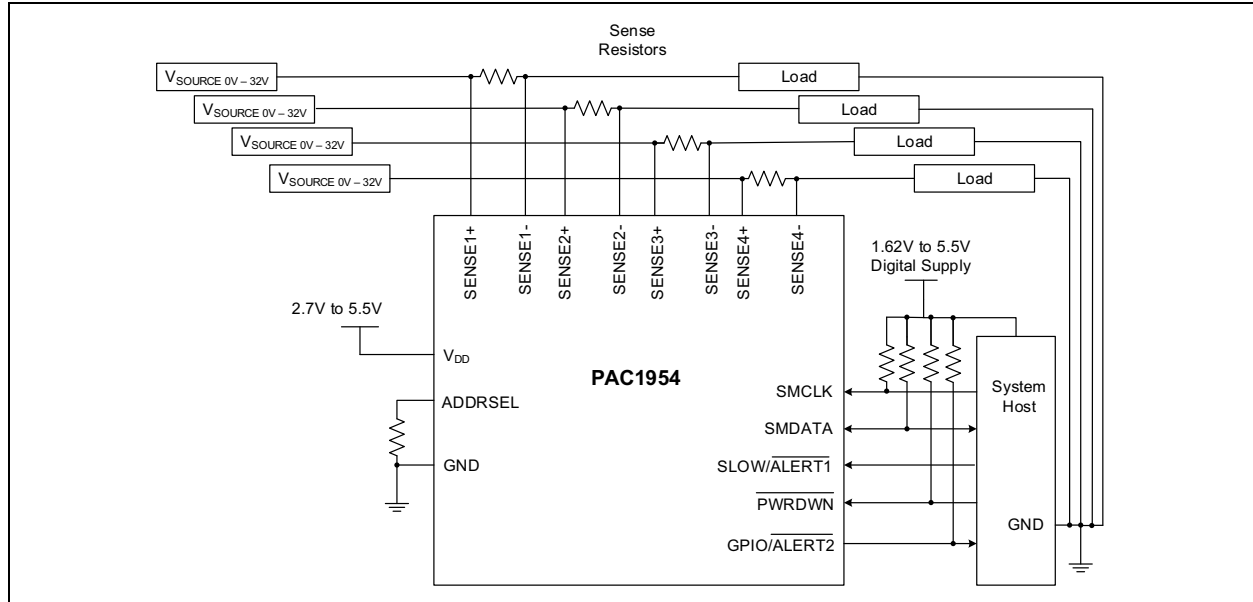 Sense
Resistors
VSOURCE 0V – 32V
Load
VSOURCE 0V – 32V
Load
VSOURCE 0V – 32V
Load
VSOURCE 0V – 32V
Load
SENSE1+
SENSE1-
SENSE2+
SENSE2-
SENSE3+
SENSE3-
SENSE4+
SENSE4-
1.62V to 5.5V
Digital Supply
2.7V to 5.5V
VDD
PAC1954
ADDRSEL
GND
SMCLK
SMDATA
SLOW/ALERT1
PWRDWN
GPIO/ALERT2
System
Host
GND